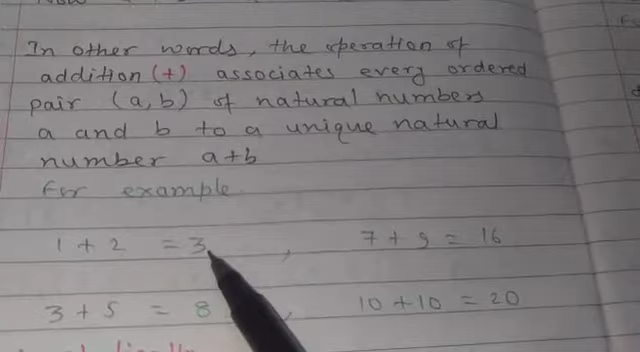 In other words, the operation of
addition (+) associates every ordered
pair (a,b) of natural numbers
a and b to a unique natural
number a+b
For example
1 + 2 = 3 , 7 + 9 = 16
3 + 5 = 8 , 10 + 10 = 20